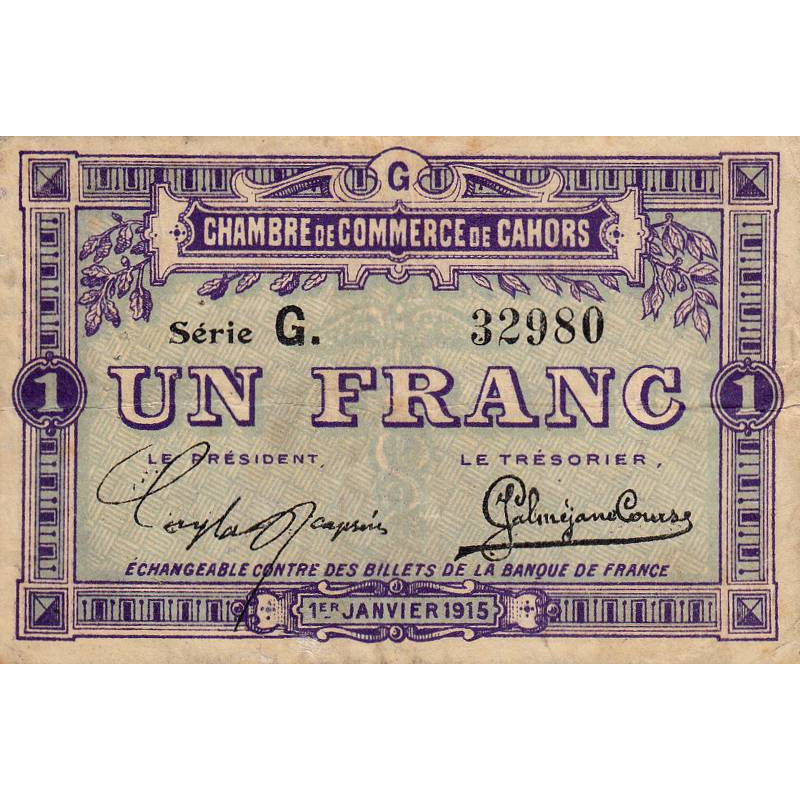 G
CHAMBRE DE COMMERCE DE CAHORS
Série G. 32980
1 UN FRANC 1
LE PRÉSIDENT, LE TRÉSORIER,
ÉCHANGEABLE CONTRE DES BILLETS DE LA BANQUE DE FRANCE
1ER JANVIER 1915